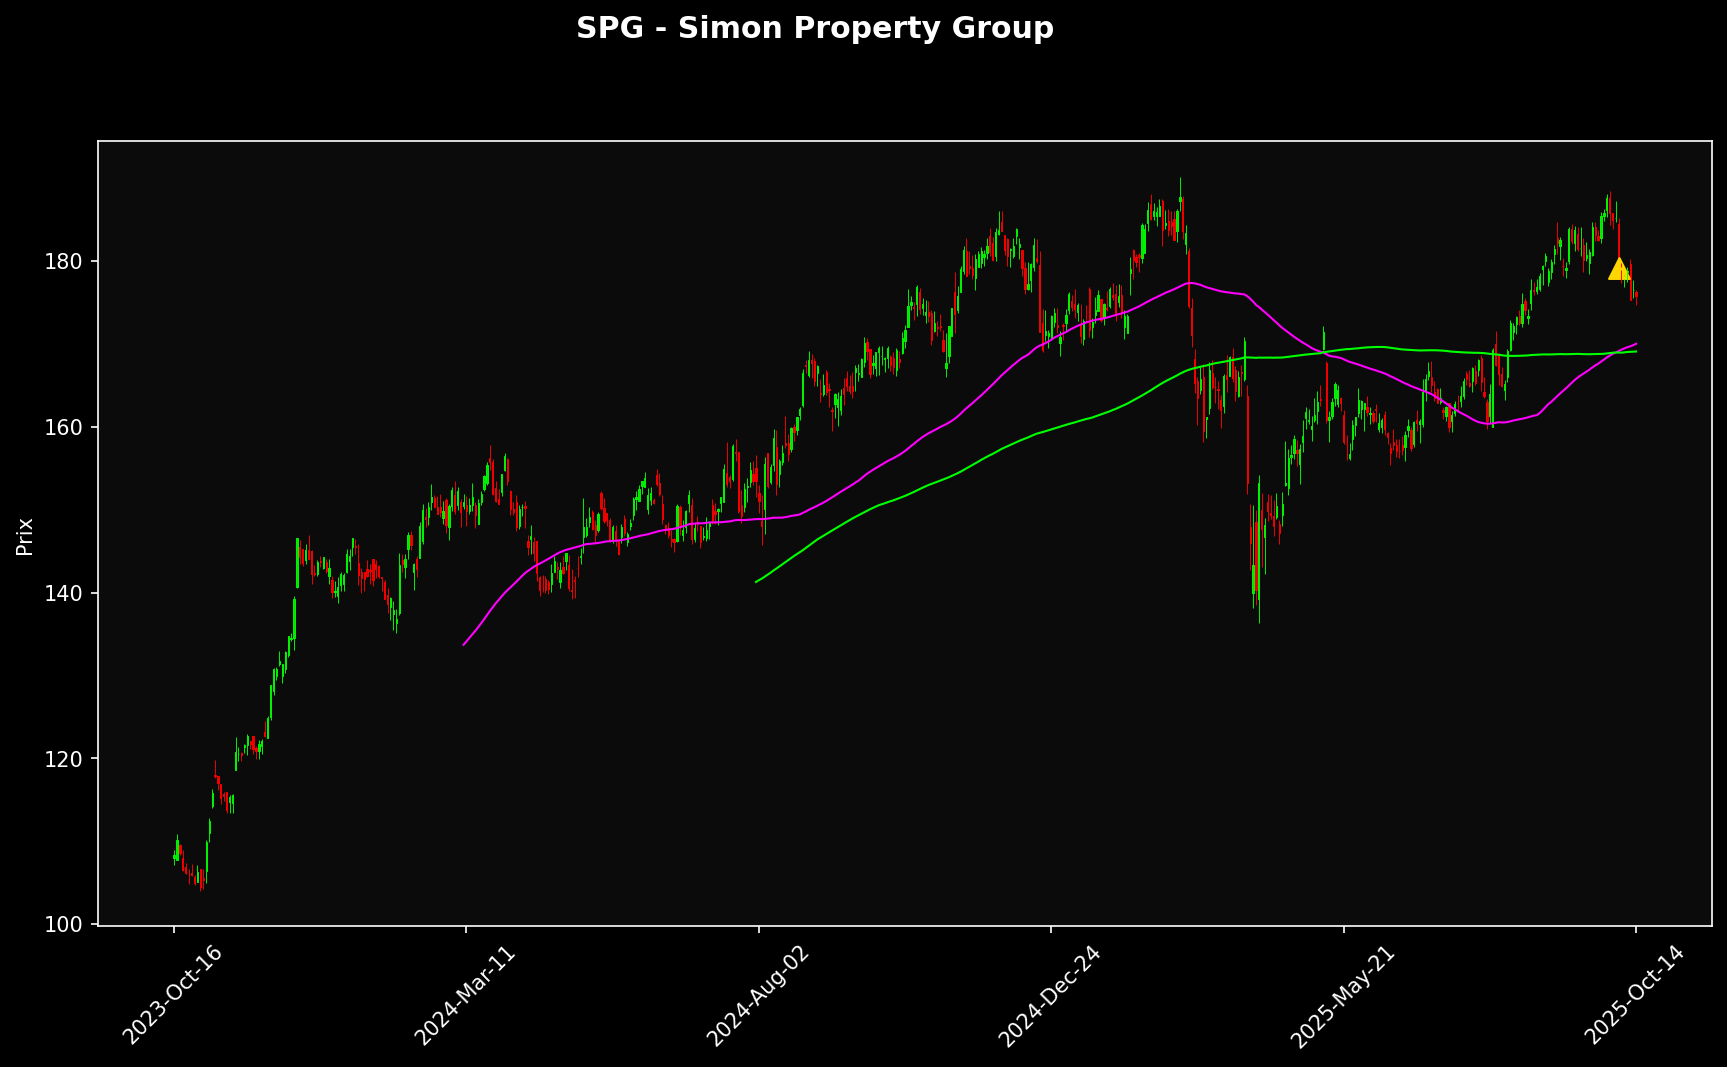 SPG - Simon Property Group
Prix
180
160
140
120
100
2023-Oct-16
2024-Mar-11
2024-Aug-02
2024-Dec-24
2025-May-21
2025-Oct-14